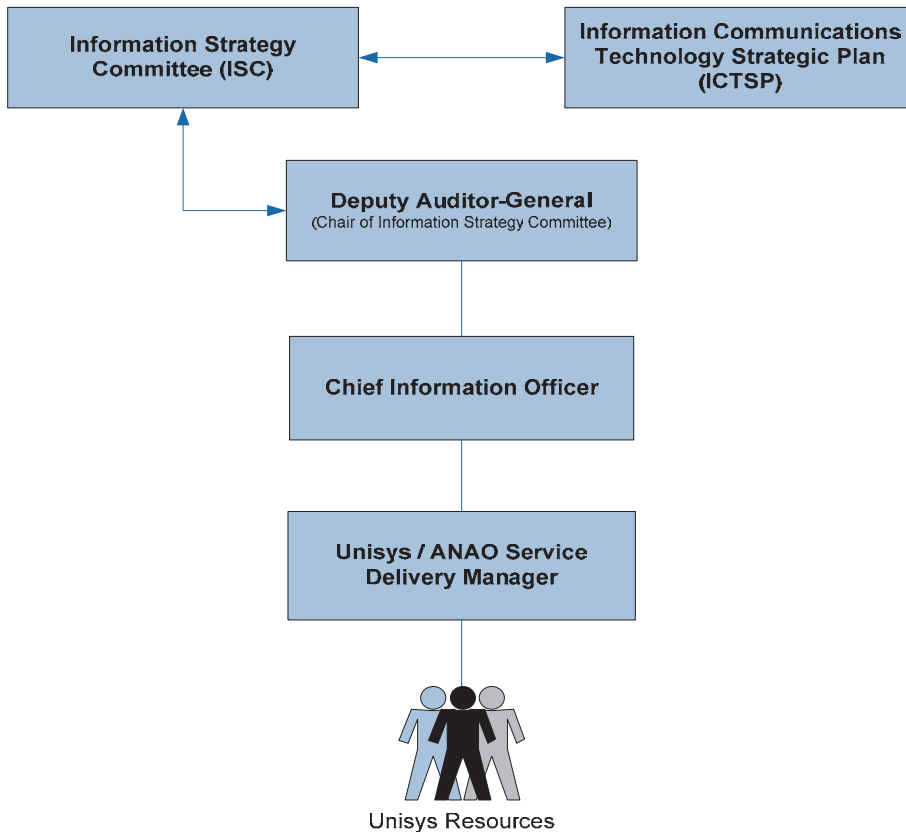 Information Strategy
Committee (ISC)
Information Communications
Technology Strategic Plan
(ICTSP)
Deputy Auditor-General
(Chair of Information Strategy Committee)
Chief Information Officer
Unisys / ANAO Service
Delivery Manager
Unisys Resources